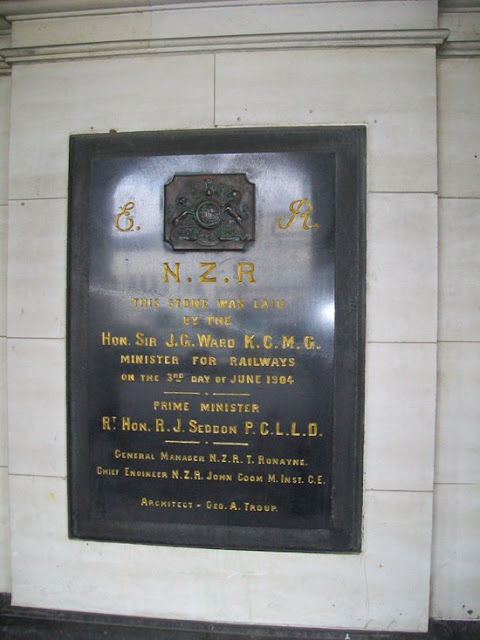 E. R.
N.Z.R
THIS STONE WAS LAID
BY THE
HON. SIR J.G. WARD K.C.M.G.
MINISTER FOR RAILWAYS
ON THE 3RD DAY OF JUNE 1904
PRIME MINISTER
RT HON. R.J. SEDDON P.C.L.L.D.
GENERAL MANAGER N.Z.R. T. RONAYNE.
CHIEF ENGINEER N.Z.R. JOHN COOM M. INST. C.E.
ARCHITECT - GEO. A. TROUP.